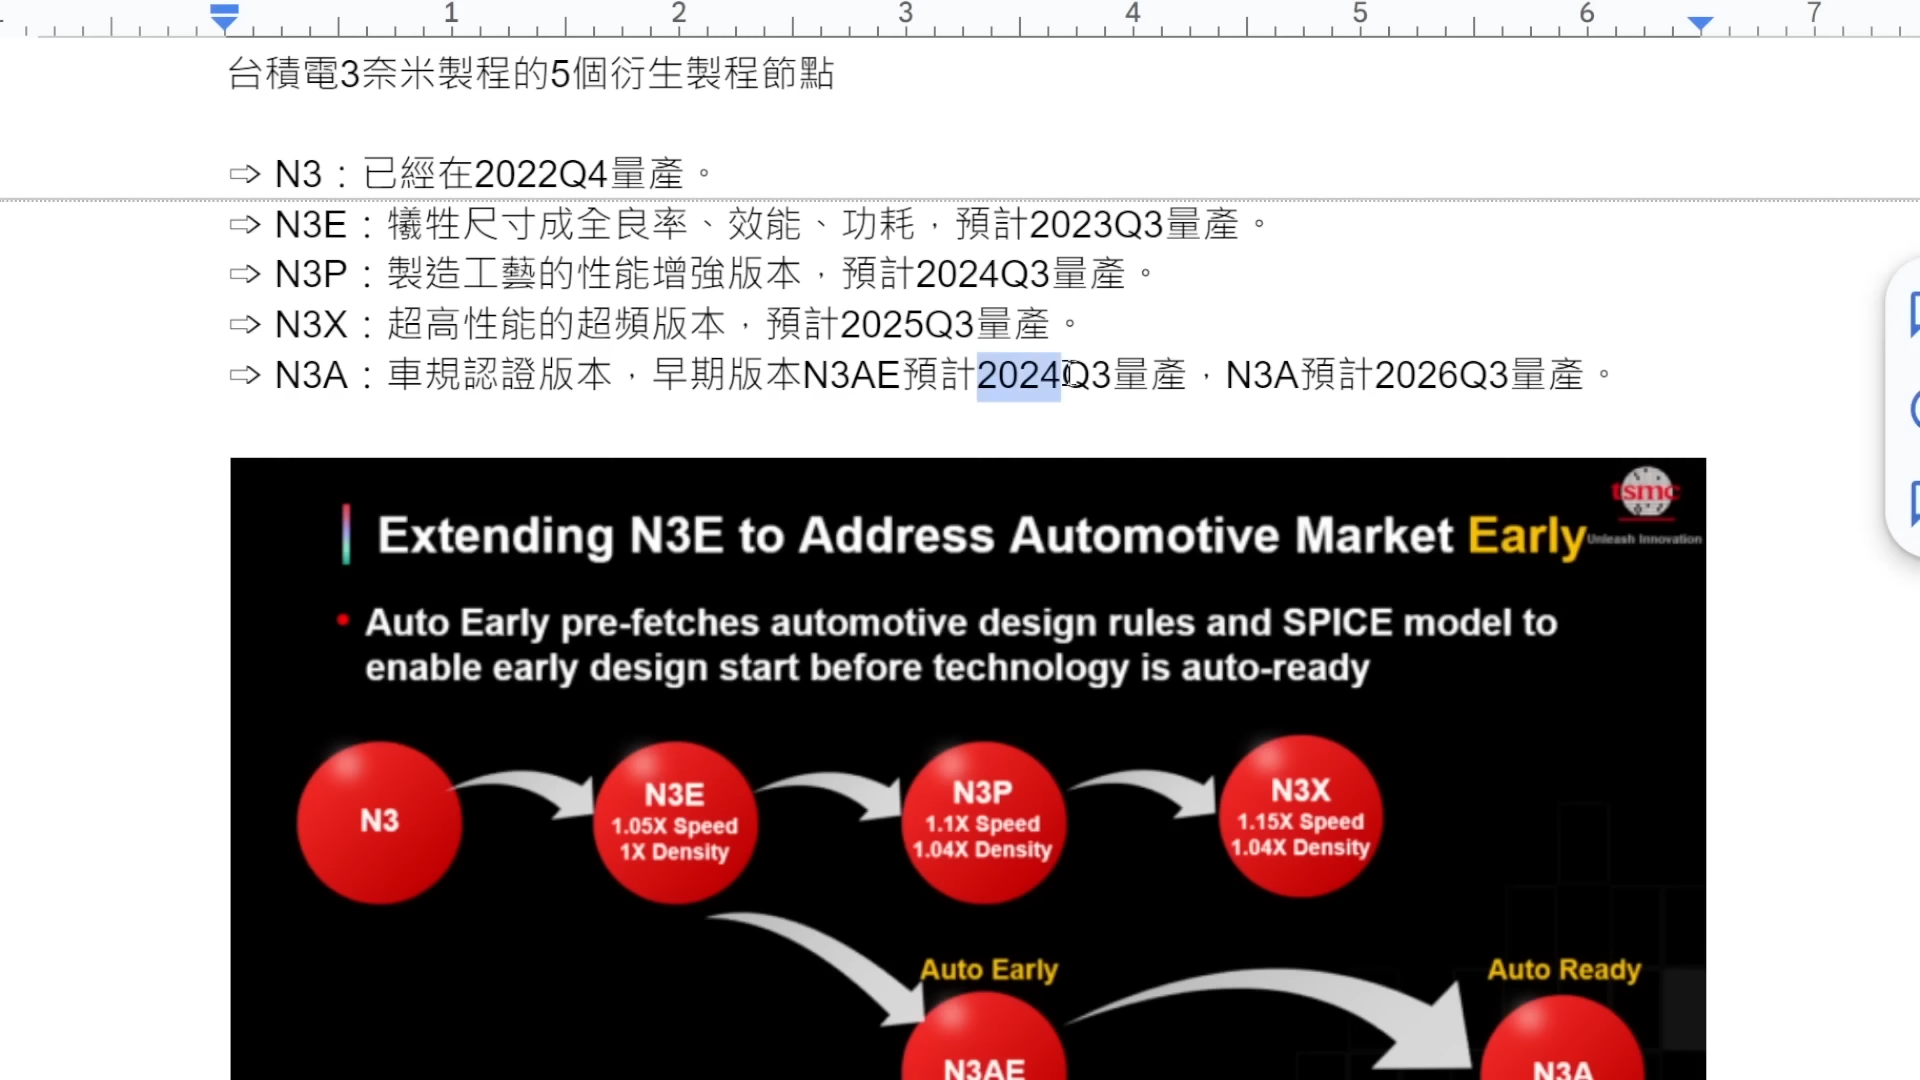 1 2 3 4 5 6 7
台積電3奈米製程的5個衍生製程節點
⇨ N3：已經在2022Q4量產。
⇨ N3E：犧牲尺寸成全良率、效能、功耗，預計2023Q3量產。
⇨ N3P：製造工藝的性能增強版本，預計2024Q3量產。
⇨ N3X：超高性能的超頻版本，預計2025Q3量產。
⇨ N3A：車規認證版本，早期版本N3AE預計2024Q3量產，N3A預計2026Q3量產。
tsmc
Extending N3E to Address Automotive Market Early
Unleash Innovation
• Auto Early pre-fetches automotive design rules and SPICE model to
enable early design start before technology is auto-ready
N3
N3E
1.05X Speed
1X Density
N3P
1.1X Speed
1.04X Density
N3X
1.15X Speed
1.04X Density
Auto Early
Auto Ready
N3AE
N3A